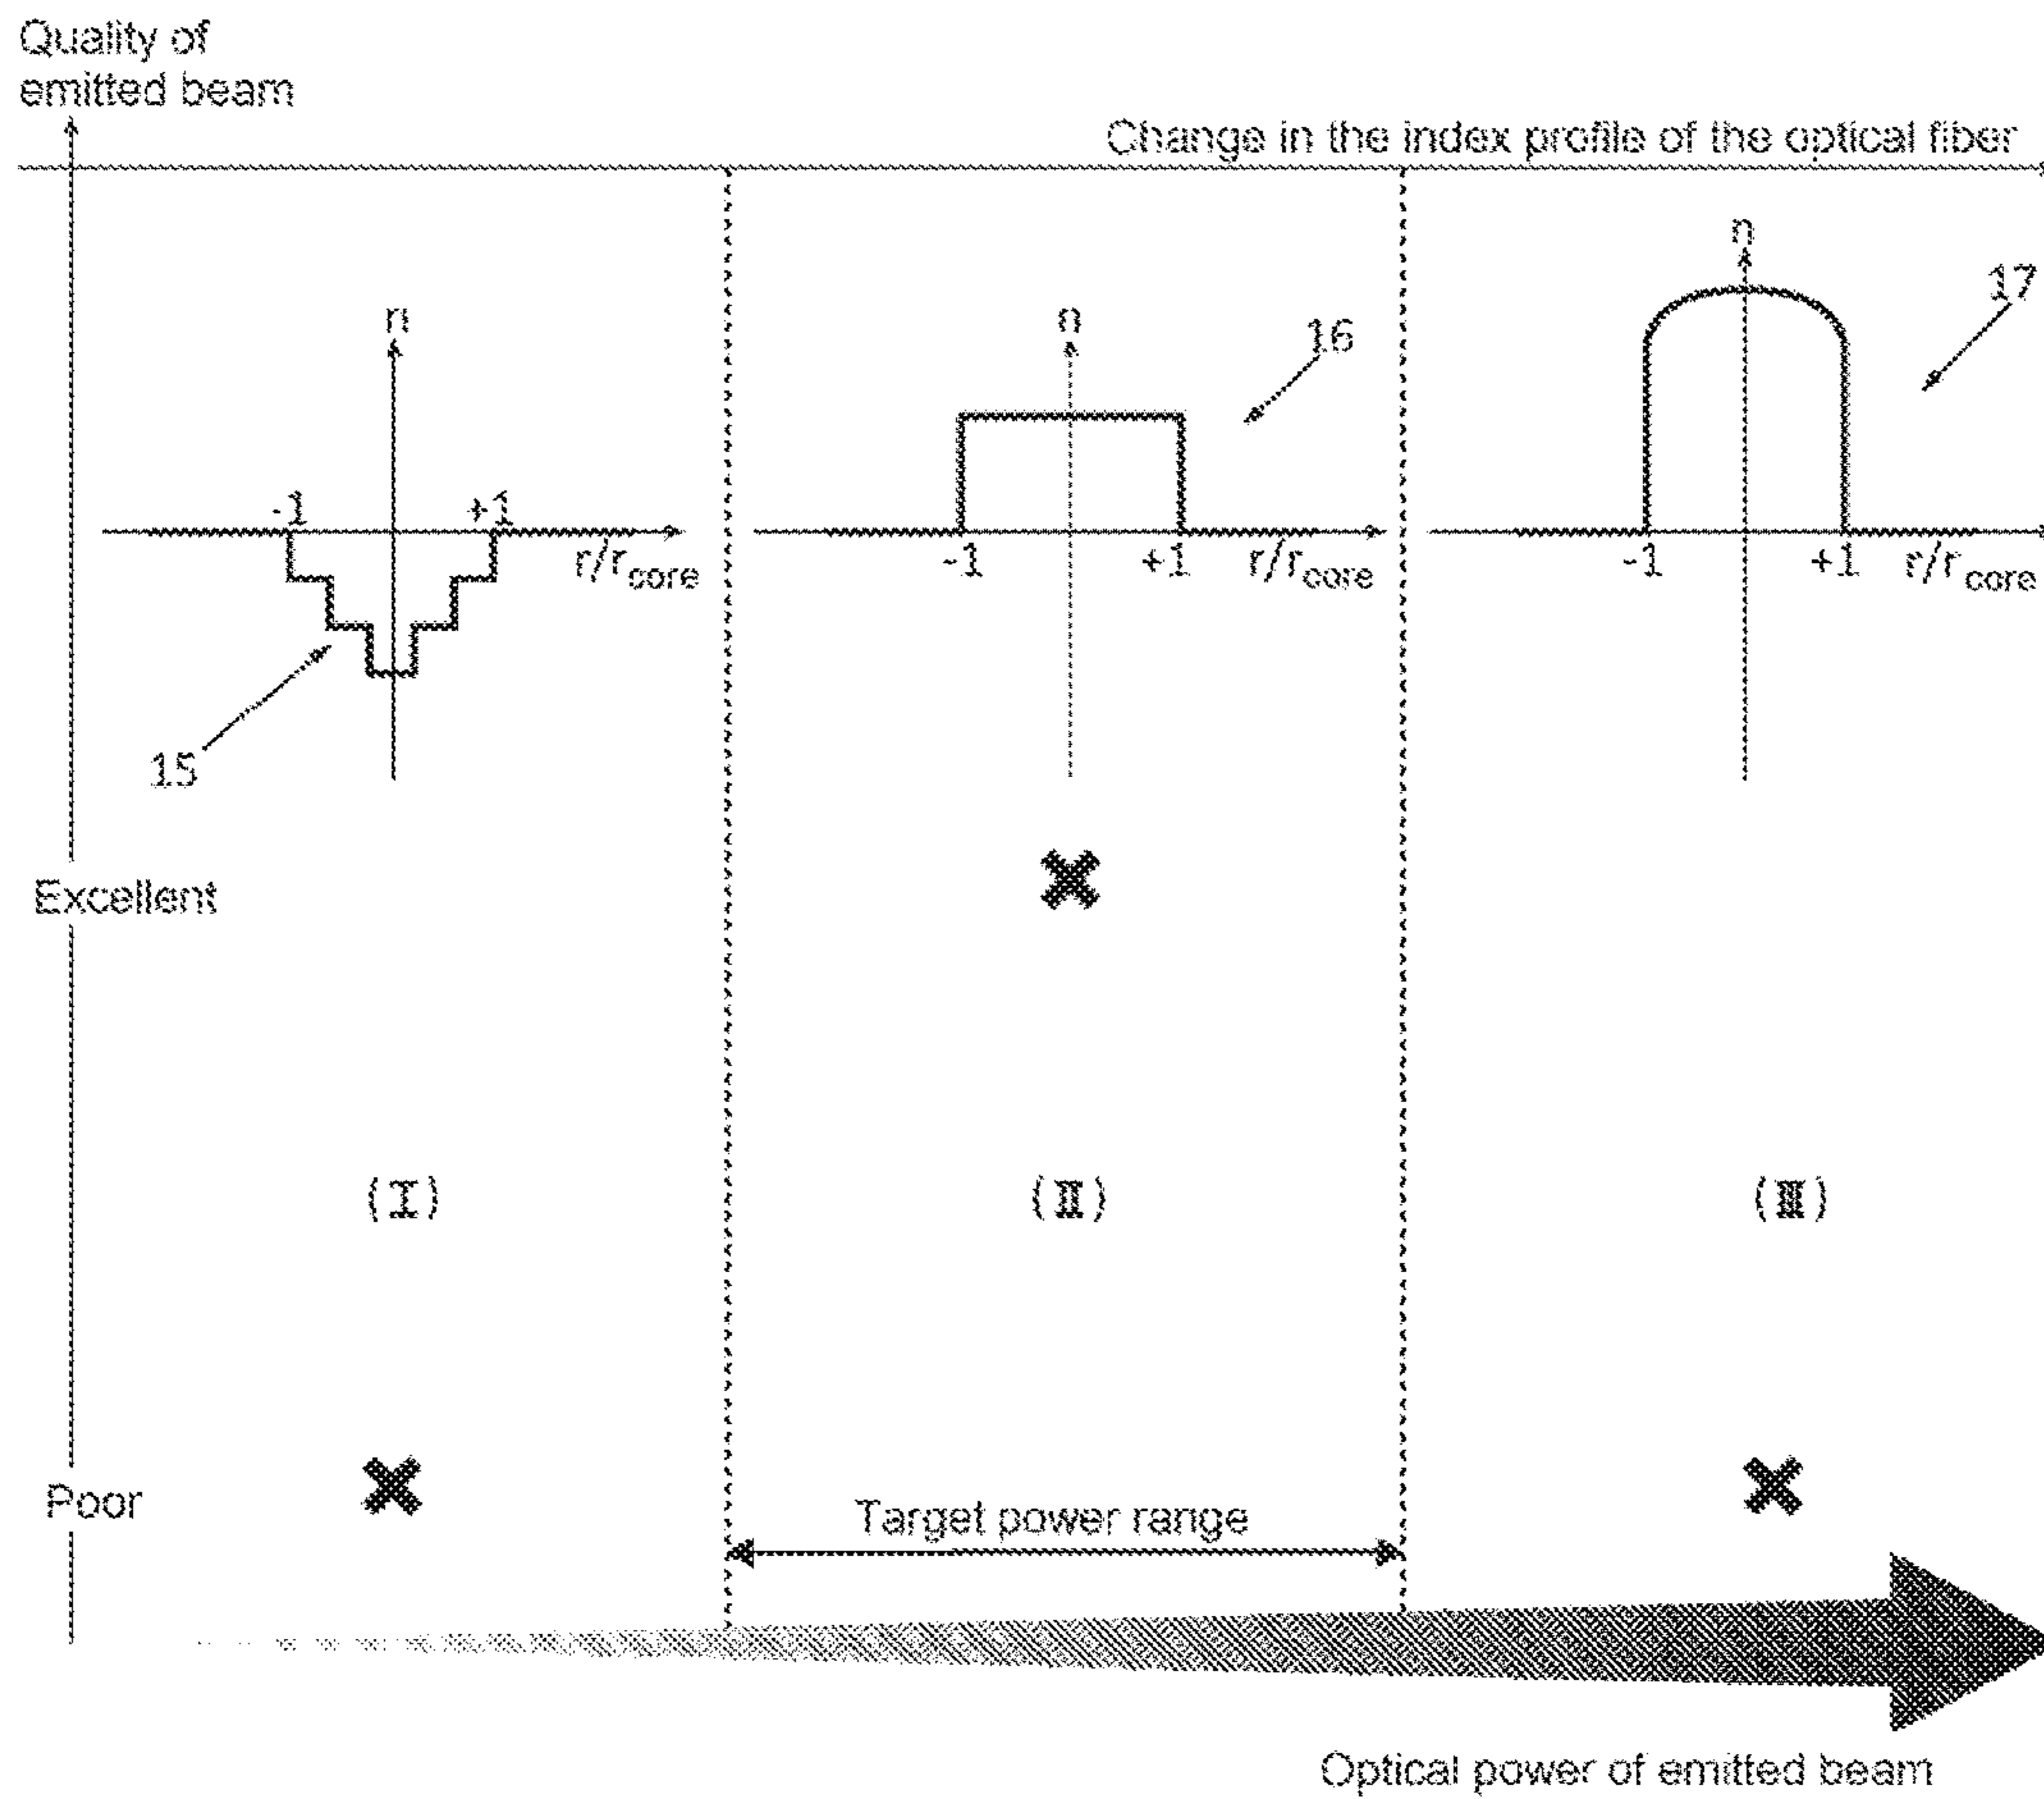 Quality of
emitted beam
Change in the index profile of the optical fiber
n
n
n
15
16
17
-1 +1
r/rcore
-1 +1 r/rcore
-1 +1 r/rcore
Excellent
(I) (II) (III)
Poor
Target power range
Optical power of emitted beam